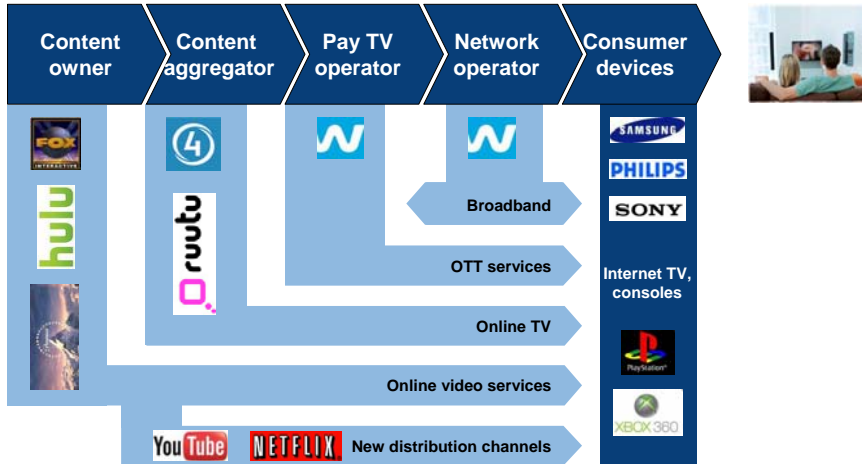 Content owner
Content aggregator
Pay TV operator
Network operator
Consumer devices
FOX
INTERACTIVE
hulu
4
ruutu
SAMSUNG
PHILIPS
SONY
Broadband
OTT services
Internet TV,
consoles
Online TV
PlayStation
Online video services
XBOX 360
YouTube
NETFLIX
New distribution channels